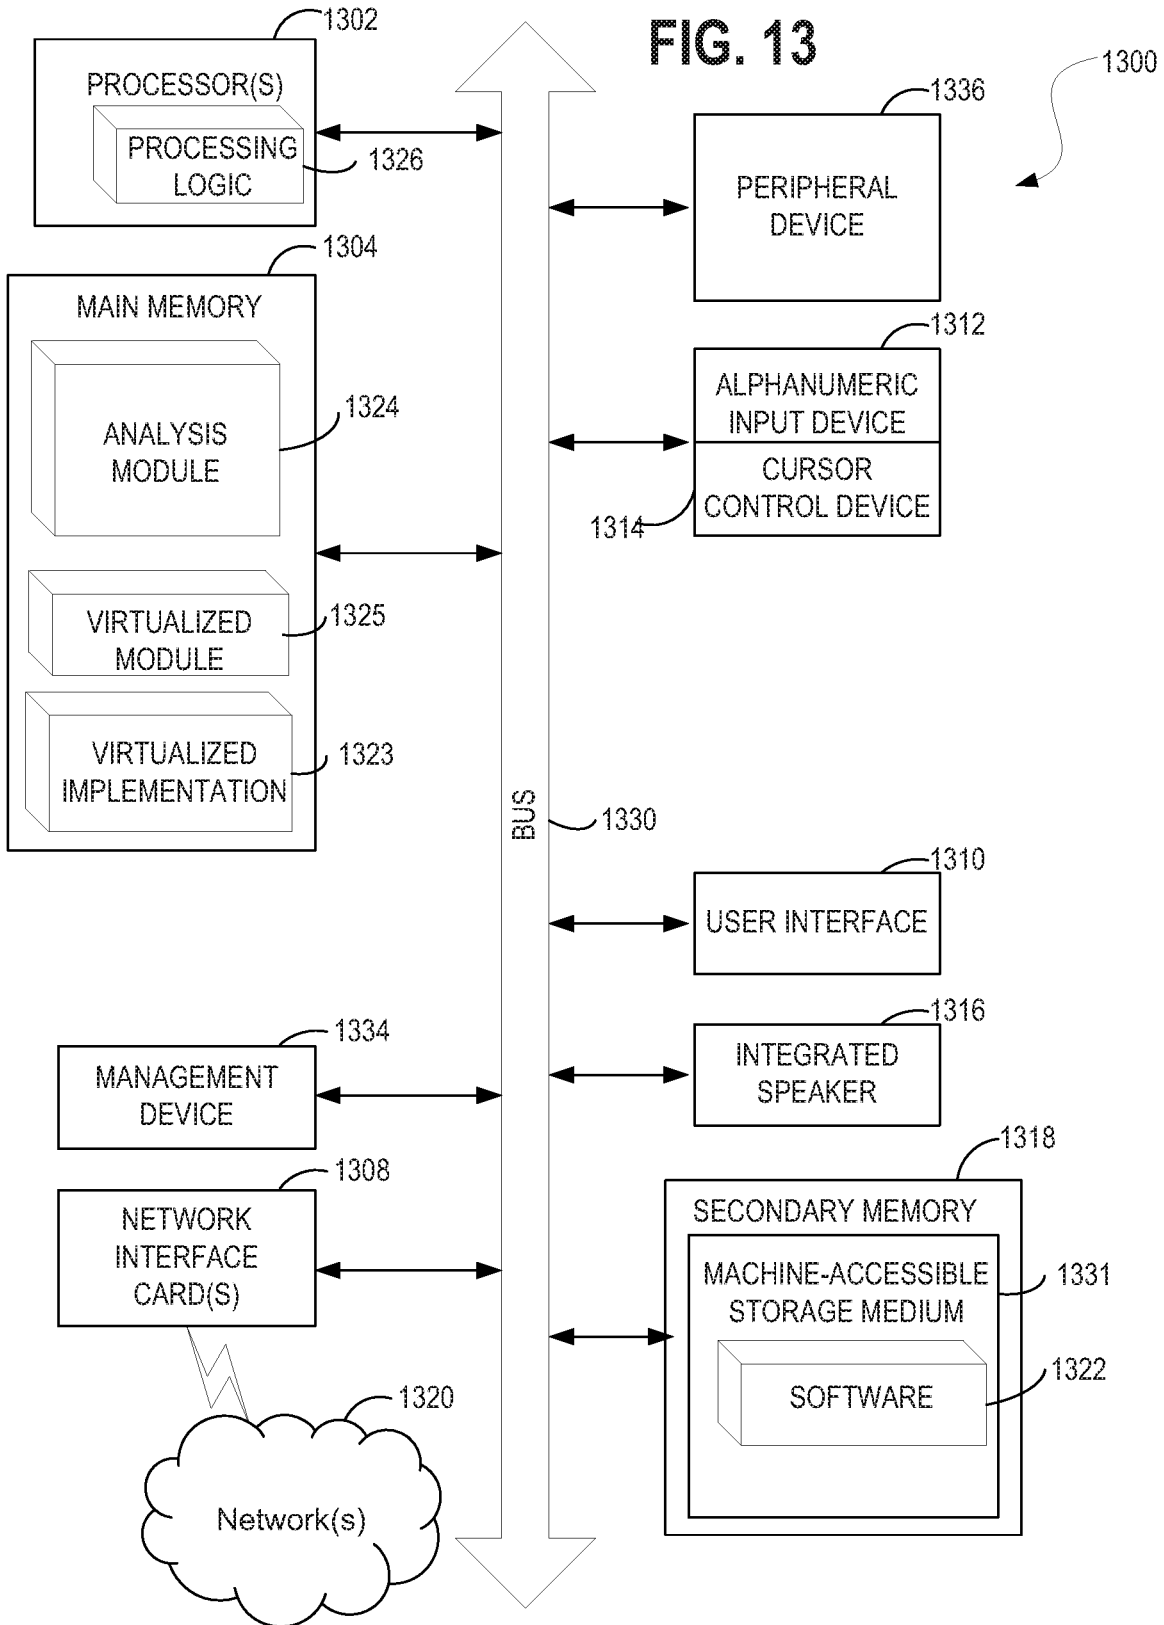 FIG. 13
1300
1302
PROCESSOR(S)
PROCESSING
LOGIC
1326
1304
MAIN MEMORY
ANALYSIS
MODULE
1324
VIRTUALIZED
MODULE
1325
VIRTUALIZED
IMPLEMENTATION
1323
1334
MANAGEMENT
DEVICE
1308
NETWORK
INTERFACE
CARD(S)
1320
Network(s)
BUS
1330
1336
PERIPHERAL
DEVICE
1312
ALPHANUMERIC
INPUT DEVICE
CURSOR
CONTROL DEVICE
1314
1310
USER INTERFACE
1316
INTEGRATED
SPEAKER
1318
SECONDARY MEMORY
MACHINE-ACCESSIBLE
STORAGE MEDIUM
1331
SOFTWARE
1322